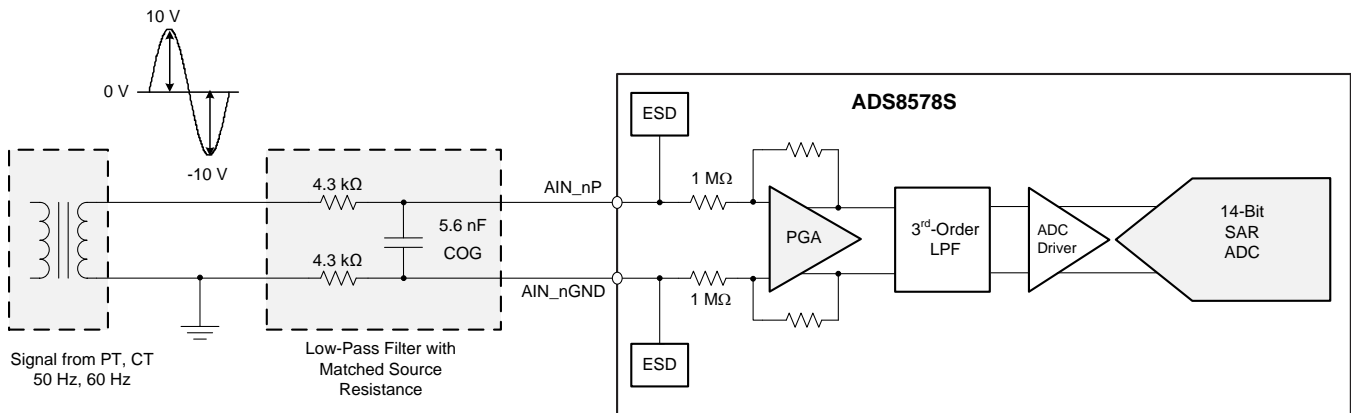 10 V
0 V
-10 V
Signal from PT, CT
50 Hz, 60 Hz
4.3 kΩ
5.6 nF
COG
4.3 kΩ
Low-Pass Filter with
Matched Source
Resistance
AIN_nP
AIN_nGND
ADS8578S
ESD
1 MΩ
PGA
1 MΩ
ESD
3rd-Order
LPF
ADC
Driver
14-Bit
SAR
ADC